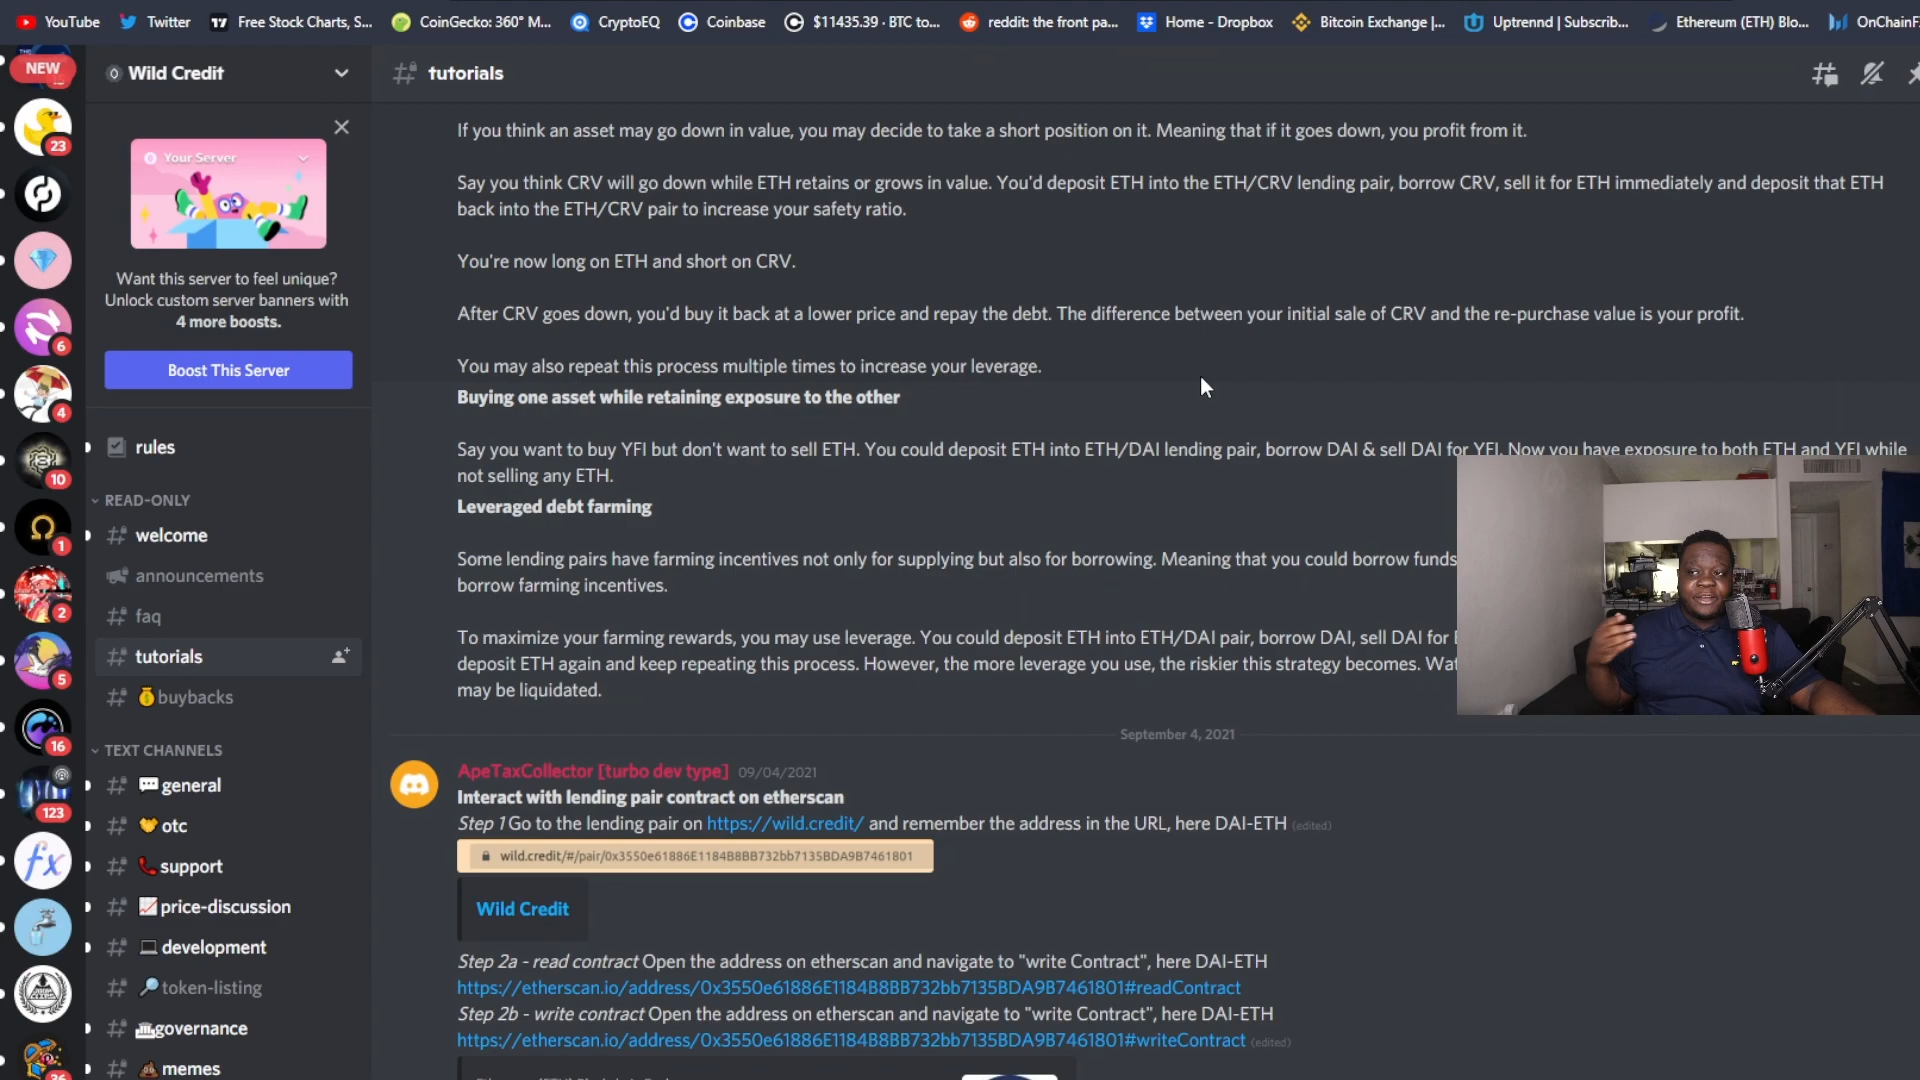 YouTube
Twitter
Free Stock Charts, S...
CoinGecko: 360° M...
CryptoEQ
Coinbase
$11435.39 - BTC to...
reddit: the front pa...
Home - Dropbox
Bitcoin Exchange |...
Uptrennd | Subscrib...
Ethereum (ETH) Blo...
OnChainFX
NEW
Wild Credit
tutorials
Your Server
Want this server to feel unique?
Unlock custom server banners with
4 more boosts.
Boost This Server
rules
READ-ONLY
welcome
announcements
faq
tutorials
💰buybacks
TEXT CHANNELS
💬general
🤝otc
📞support
📈price-discussion
💻development
🔎token-listing
🏛governance
💩memes
23
6
4
10
1
2
5
16
123
fx
If you think an asset may go down in value, you may decide to take a short position on it. Meaning that if it goes down, you profit from it.
Say you think CRV will go down while ETH retains or grows in value. You'd deposit ETH into the ETH/CRV lending pair, borrow CRV, sell it for ETH immediately and deposit that ETH
back into the ETH/CRV pair to increase your safety ratio.
You're now long on ETH and short on CRV.
After CRV goes down, you'd buy it back at a lower price and repay the debt. The difference between your initial sale of CRV and the re-purchase value is your profit.
You may also repeat this process multiple times to increase your leverage.
Buying one asset while retaining exposure to the other
Say you want to buy YFI but don't want to sell ETH. You could deposit ETH into ETH/DAI lending pair, borrow DAI & sell DAI for YFI. Now you have exposure to both ETH and YFI while
not selling any ETH.
Leveraged debt farming
Some lending pairs have farming incentives not only for supplying but also for borrowing. Meaning that you could borrow funds
borrow farming incentives.
To maximize your farming rewards, you may use leverage. You could deposit ETH into ETH/DAI pair, borrow DAI, sell DAI for
deposit ETH again and keep repeating this process. However, the more leverage you use, the riskier this strategy becomes.
may be liquidated.
September 4, 2021
ApeTaxCollector [turbo dev type] 09/04/2021
Interact with lending pair contract on etherscan
Step 1 Go to the lending pair on https://wild.credit/ and remember the address in the URL, here DAI-ETH (edited)
wild.credit/#/pair/0x3550e61886E1184B8BB732bb7135BDA9B7461801
Wild Credit
Step 2a - read contract Open the address on etherscan and navigate to "write Contract", here DAI-ETH
https://etherscan.io/address/0x3550e61886E1184B8BB732bb7135BDA9B7461801#readContract
Step 2b - write contract Open the address on etherscan and navigate to "write Contract", here DAI-ETH
https://etherscan.io/address/0x3550e61886E1184B8BB732bb7135BDA9B7461801#writeContract (edited)